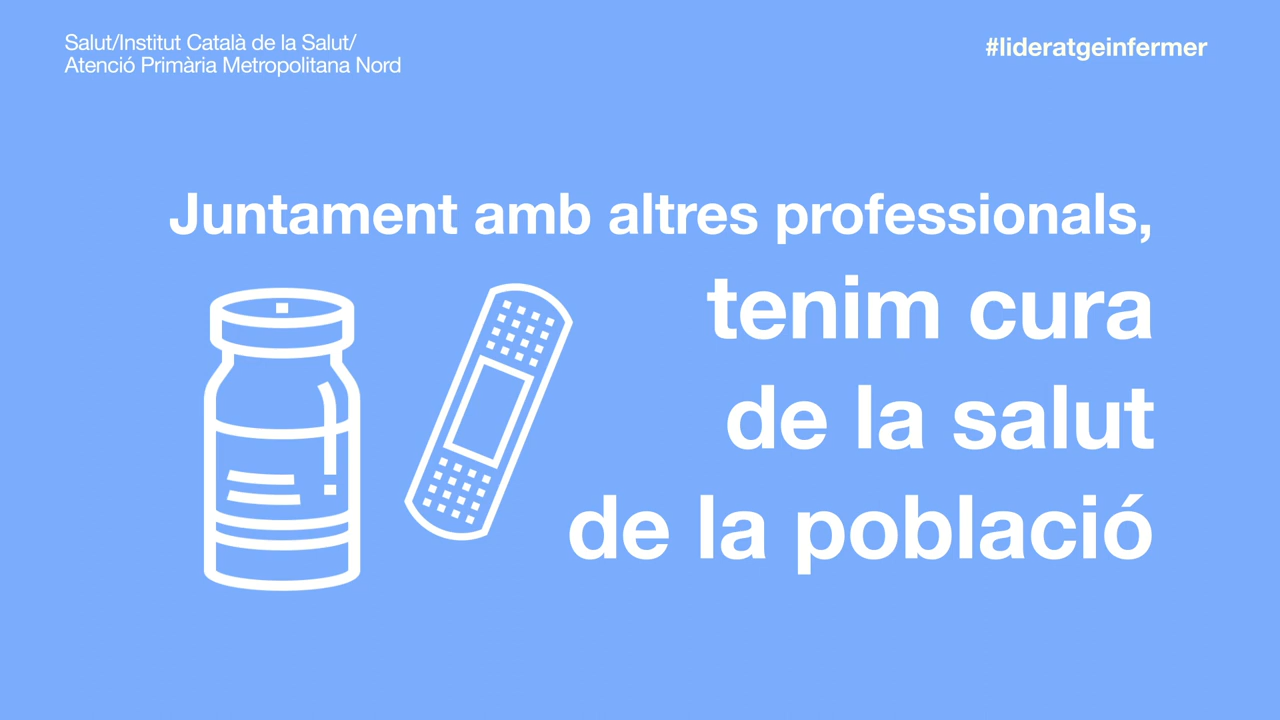 Salut/Institut Català de la Salut/
Atenció Primària Metropolitana Nord
#lideratgeinfermer
Juntament amb altres professionals,
tenim cura
de la salut
de la població